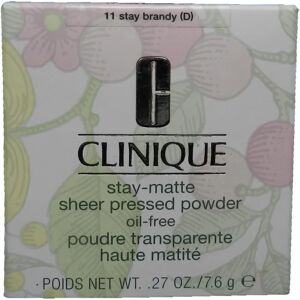 11 stay brandy (D)
CLINIQUE
stay-matte
sheer pressed powder
oil-free
poudre transparente
haute matité
·POIDS NET WT. .27 OZ./7.6 g ℮